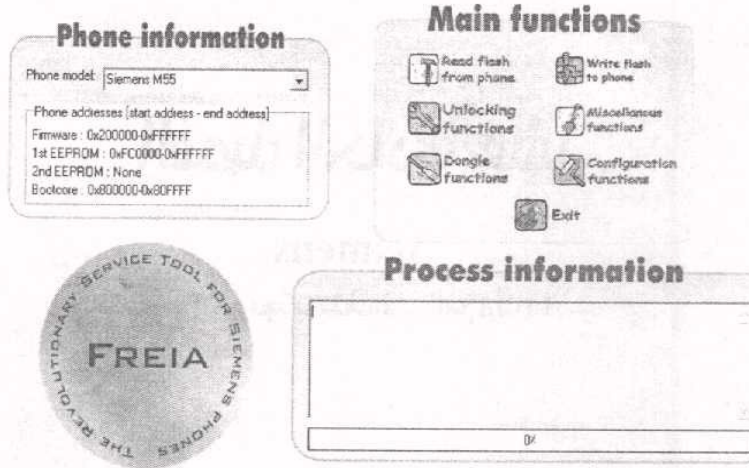 Phone information
Phone model: Siemens M55
Phone addresses [start address - end address]
Firmware : 0x200000-0xFFFFFF
1st EEPROM : 0xFC0000-0xFFFFFF
2nd EEPROM : None
Bootcore : 0x800000-0x80FFFF
Main functions
Read flash
from phone
Write flash
to phone
Unlocking
functions
Miscellanous
functions
Dongle
functions
Configuration
functions
Exit
THE REVOLUTIONARY SERVICE TOOL FOR SIEMENS PHONES
FREIA
Process information
0%